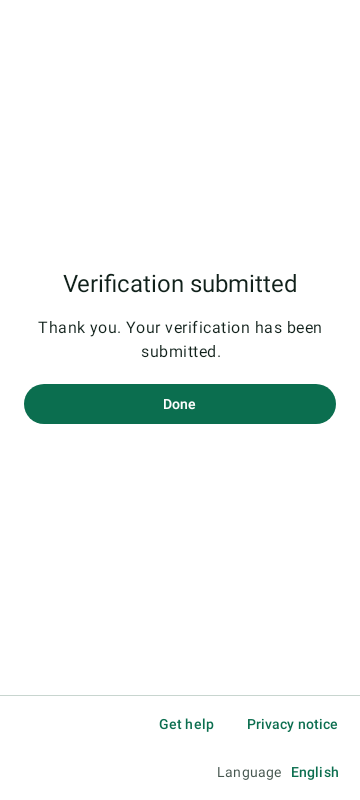 Verification submitted
Thank you. Your verification has been
submitted.
Done
Get help Privacy notice
Language English